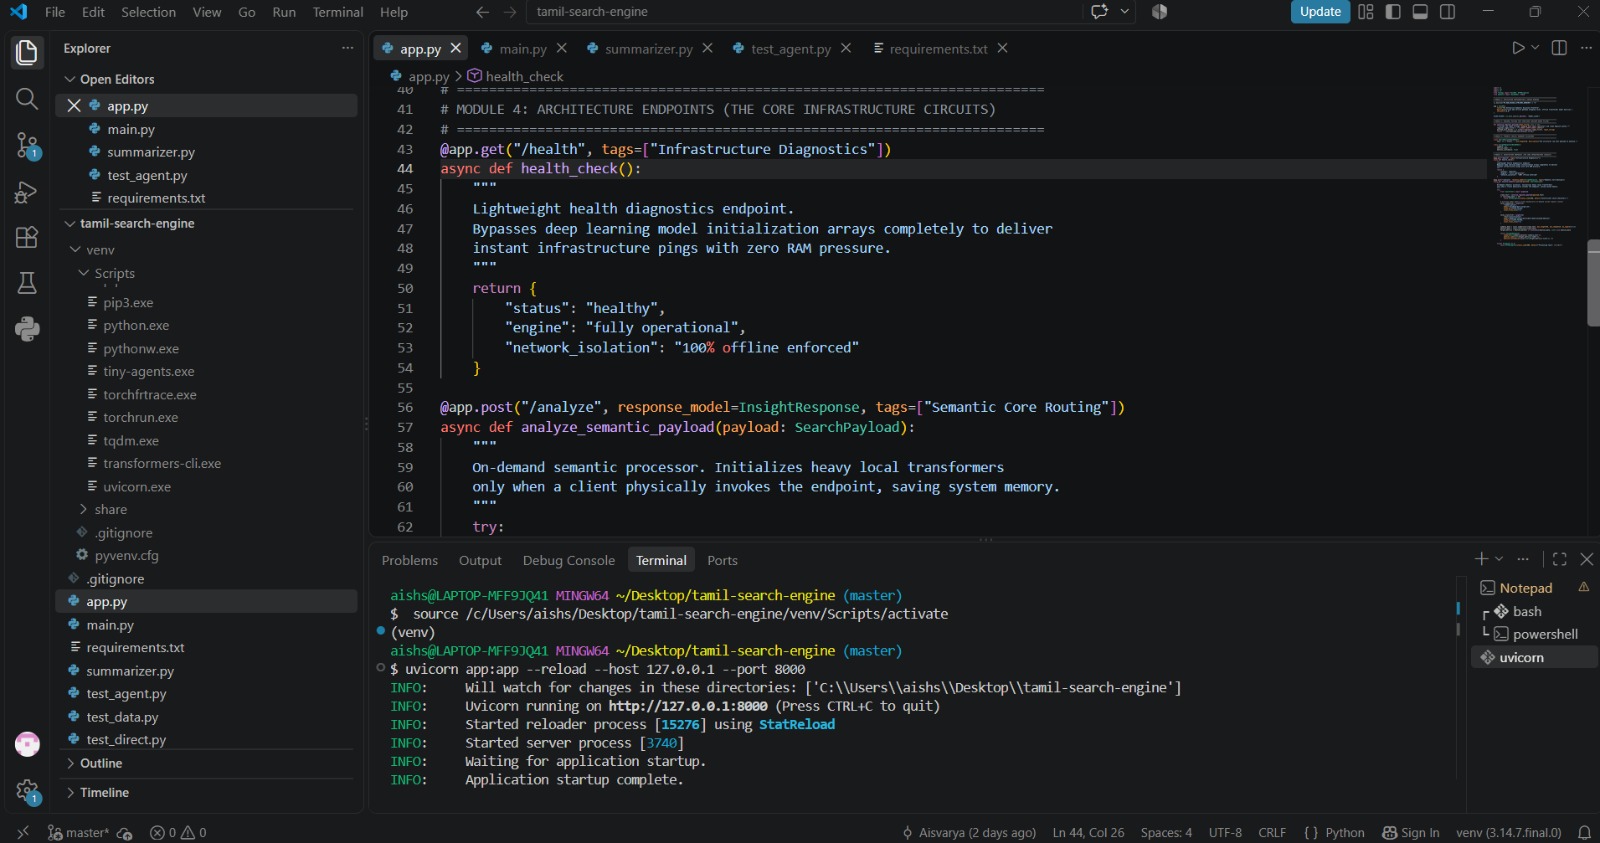 File Edit Selection View Go Run Terminal Help
tamil-search-engine
Update
Explorer
Open Editors
app.py
main.py
summarizer.py
test_agent.py
requirements.txt
tamil-search-engine
venv
Scripts
pip3.exe
python.exe
pythonw.exe
tiny-agents.exe
torchfrtrace.exe
torchrun.exe
tqdm.exe
transformers-cli.exe
uvicorn.exe
share
.gitignore
pyvenv.cfg
.gitignore
app.py
main.py
requirements.txt
summarizer.py
test_agent.py
test_data.py
test_direct.py
Outline
Timeline
1
1
app.py main.py summarizer.py test_agent.py requirements.txt
app.py > health_check
40 # =========================================================================
41 # MODULE 4: ARCHITECTURE ENDPOINTS (THE CORE INFRASTRUCTURE CIRCUITS)
42 # =========================================================================
43 @app.get("/health", tags=["Infrastructure Diagnostics"])
44 async def health_check():
45 """
46 Lightweight health diagnostics endpoint.
47 Bypasses deep learning model initialization arrays completely to deliver
48 instant infrastructure pings with zero RAM pressure.
49 """
50 return {
51 "status": "healthy",
52 "engine": "fully operational",
53 "network_isolation": "100% offline enforced"
54 }
55
56 @app.post("/analyze", response_model=InsightResponse, tags=["Semantic Core Routing"])
57 async def analyze_semantic_payload(payload: SearchPayload):
58 """
59 On-demand semantic processor. Initializes heavy local transformers
60 only when a client physically invokes the endpoint, saving system memory.
61 """
62 try:
Problems Output Debug Console Terminal Ports
aishs@LAPTOP-MFF9JQ41 MINGW64 ~/Desktop/tamil-search-engine (master)
$ source /c/Users/aishs/Desktop/tamil-search-engine/venv/Scripts/activate
(venv)
aishs@LAPTOP-MFF9JQ41 MINGW64 ~/Desktop/tamil-search-engine (master)
$ uvicorn app:app --reload --host 127.0.0.1 --port 8000
INFO: Will watch for changes in these directories: ['C:\\Users\\aishs\\Desktop\\tamil-search-engine']
INFO: Uvicorn running on http://127.0.0.1:8000 (Press CTRL+C to quit)
INFO: Started reloader process [15276] using StatReload
INFO: Started server process [3740]
INFO: Waiting for application startup.
INFO: Application startup complete.
Notepad
bash
powershell
uvicorn
master* 0 0 Aisvarya (2 days ago) Ln 44, Col 26 Spaces: 4 UTF-8 CRLF { } Python Sign In venv (3.14.7.final.0)